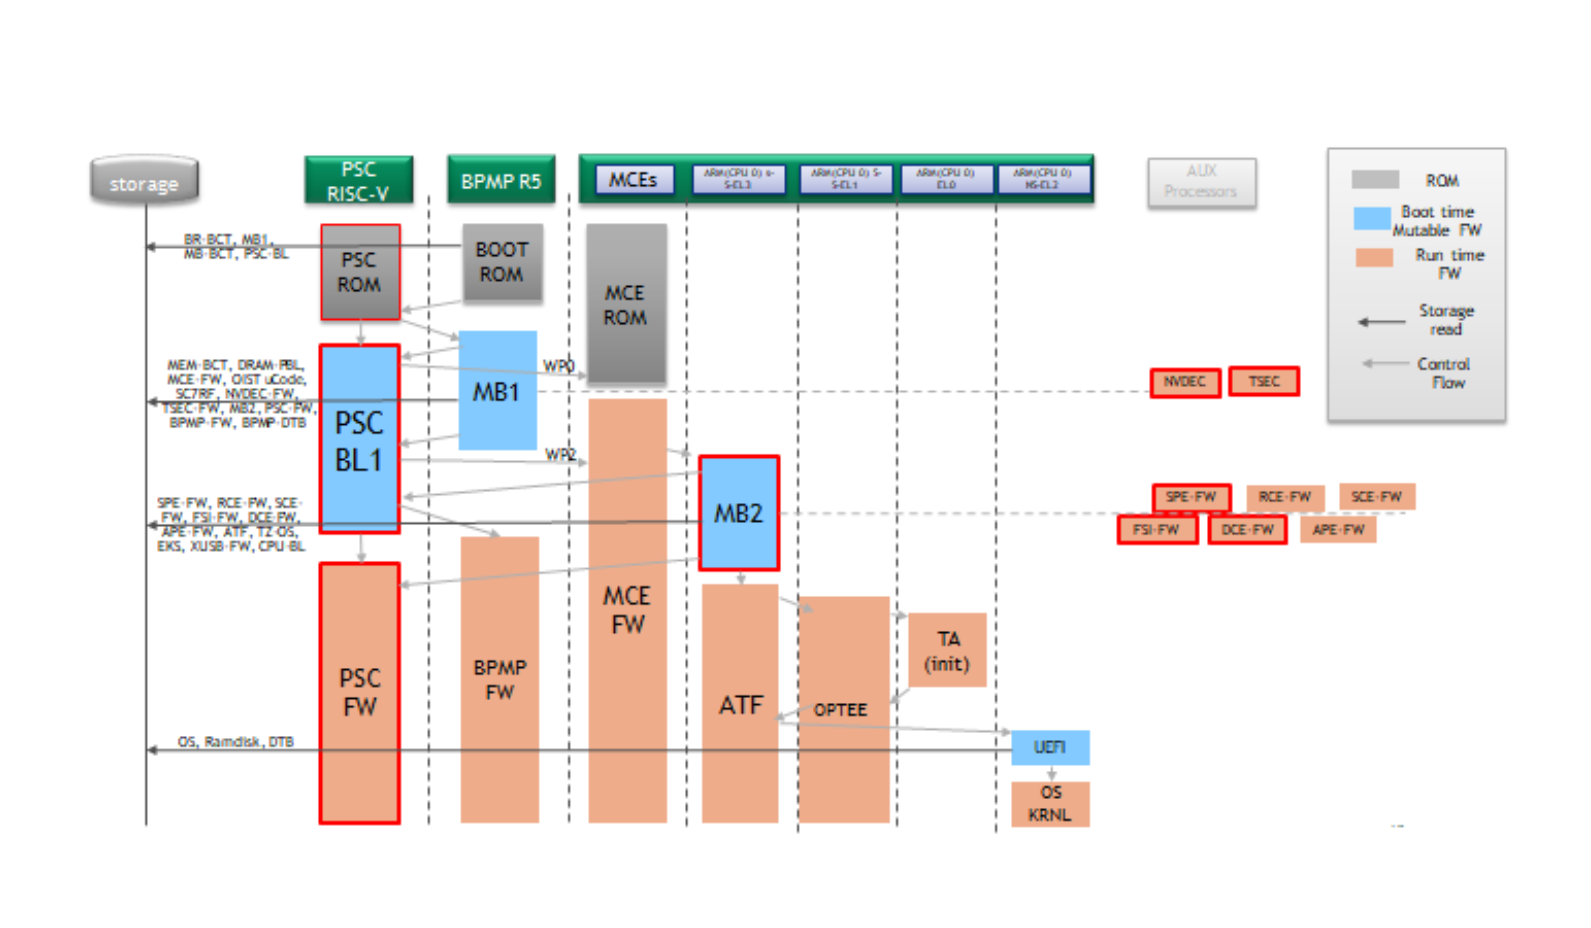 storage
PSC
RISC-V
BPMP R5
MCEs
ARM(CPU 0)
S-EL3
ARM(CPU 0) S-
S-EL1
ARM(CPU 0)
EL0
ARM(CPU 0)
NS-EL2
AUX
Processors
ROM
Boot time
Mutable FW
Run time
FW
Storage
read
Control
Flow
BR-BCT, MB1,
MB-BCT, PSC-BL
PSC
ROM
BOOT
ROM
MCE
ROM
MEM-BCT, DRAM-PBL,
MCE-FW, OIST uCode,
SC7RF, NVDEC-FW,
TSEC-FW, MB2, PSC-FW,
BPMP-FW, BPMP-DTB
PSC
BL1
MB1
WP0
NVDEC
TSEC
WP2
SPE-FW, RCE-FW, SCE-
FW, FSI-FW, DCE-FW,
APE-FW, ATF, TZ-OS,
EKS, XUSB-FW, CPU-BL
MB2
SPE-FW
RCE-FW
SCE-FW
FSI-FW
DCE-FW
APE-FW
PSC
FW
BPMP
FW
MCE
FW
ATF
OPTEE
TA
(init)
OS, Ramdisk, DTB
UEFI
OS
KRNL